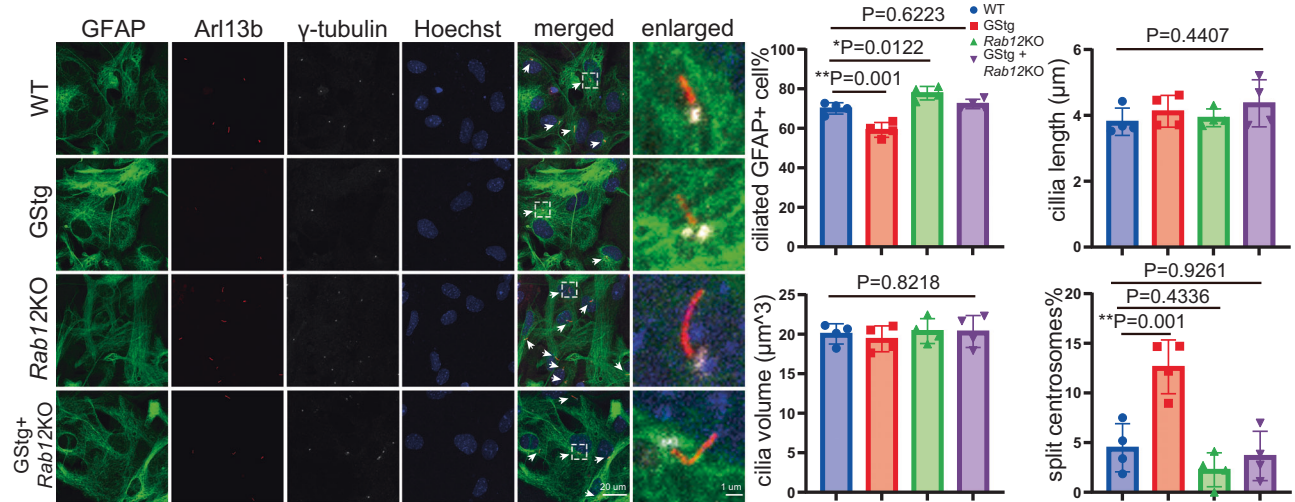 GFAP Arl13b γ-tubulin Hoechst merged enlarged
WT
GStg
Rab12KO
GStg+
Rab12KO
20 um
1 um
WT
GStg
Rab12KO
GStg +
Rab12KO
P=0.6223
*P=0.0122
**P=0.001
ciliated GFAP+ cell%
100
80
60
40
20
0
P=0.4407
cillia length (μm)
6
4
2
0
P=0.8218
cilia volume (μm^3)
25
20
15
10
5
0
P=0.9261
P=0.4336
**P=0.001
split centrosomes%
20
15
10
5
0